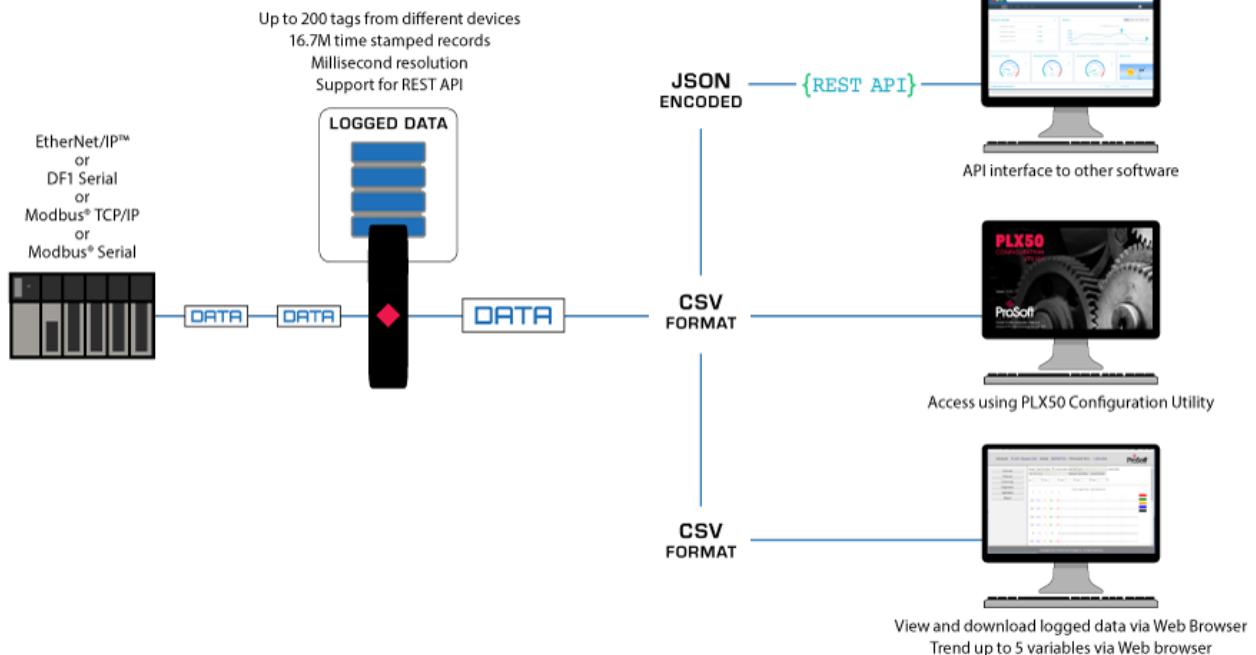 Up to 200 tags from different devices
16.7M time stamped records
Millisecond resolution
Support for REST API
LOGGED DATA
EtherNet/IP™
or
DF1 Serial
or
Modbus® TCP/IP
or
Modbus® Serial
DATA
DATA
DATA
JSON
ENCODED
{REST API}
API interface to other software
CSV
FORMAT
PLX50
CONFIGURATION
ProSoft
Access using PLX50 Configuration Utility
CSV
FORMAT
ProSoft
View and download logged data via Web Browser
Trend up to 5 variables via Web browser